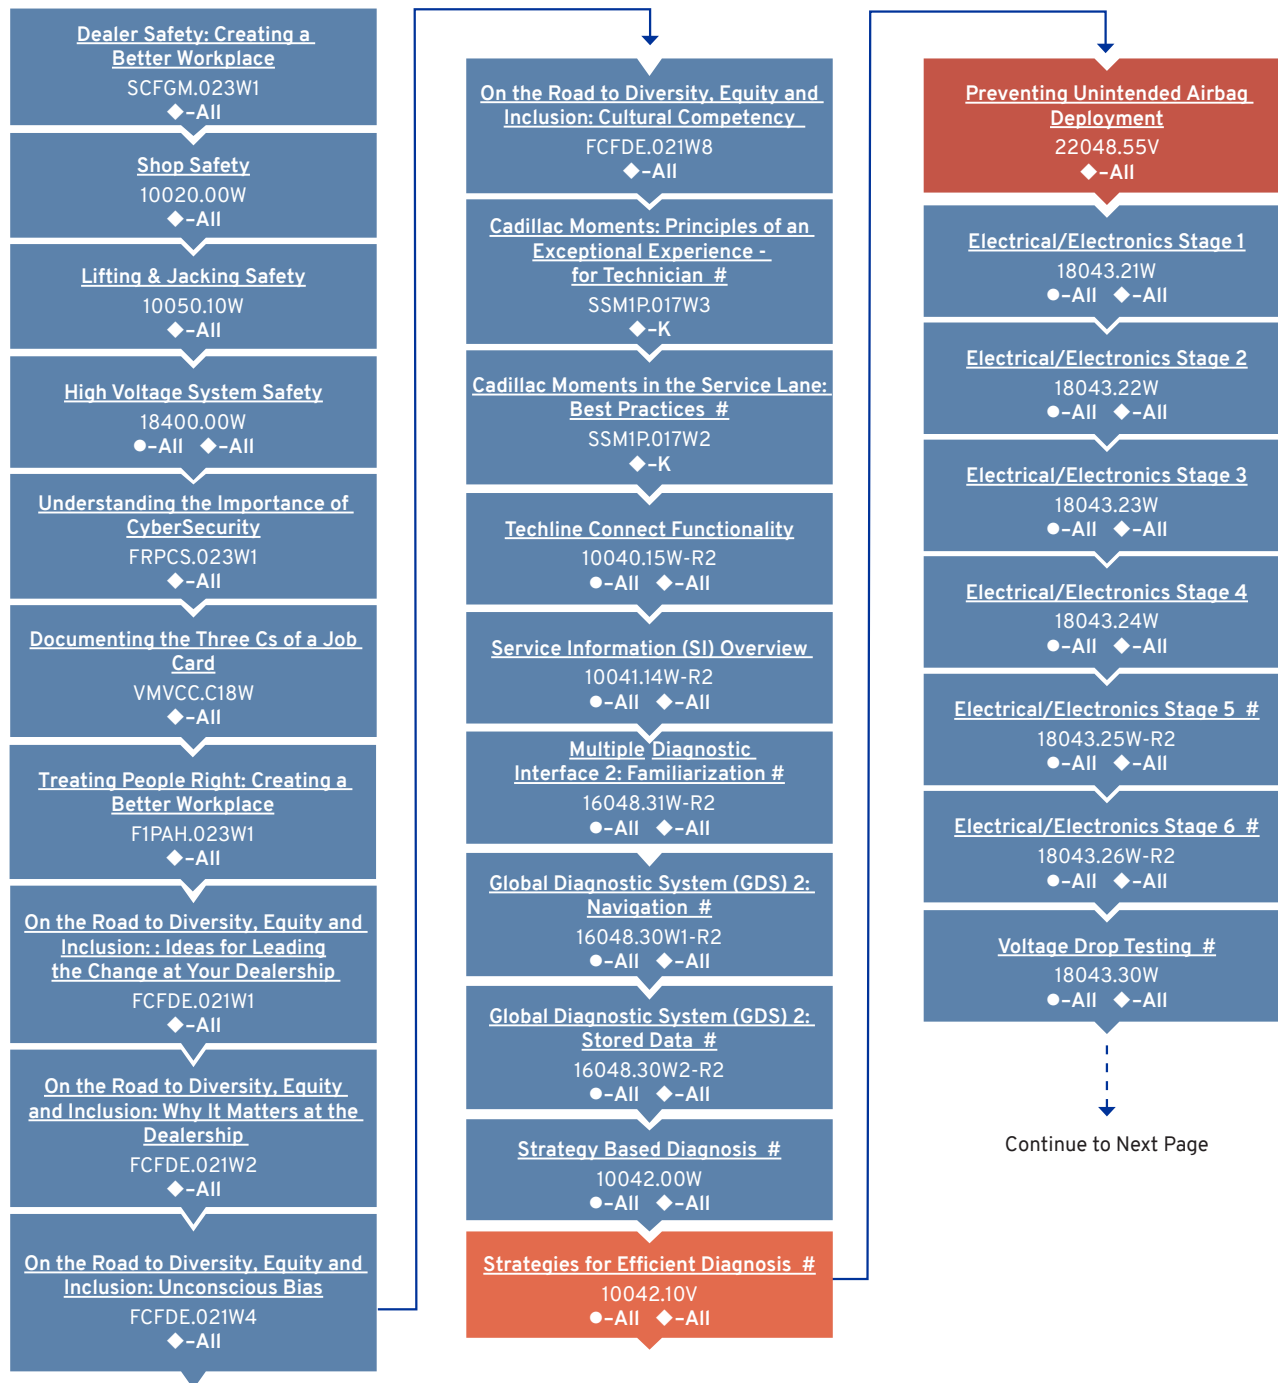 Dealer Safety: Creating a
Better Workplace
SCFGM.023W1
◆–All
Shop Safety
10020.00W
◆–All
Lifting & Jacking Safety
10050.10W
◆–All
High Voltage System Safety
18400.00W
●–All ◆–All
Understanding the Importance of
CyberSecurity
FRPCS.023W1
◆–All
Documenting the Three Cs of a Job
Card
VMVCC.C18W
◆–All
Treating People Right: Creating a
Better Workplace
F1PAH.023W1
◆–All
On the Road to Diversity, Equity and
Inclusion: : Ideas for Leading
the Change at Your Dealership
FCFDE.021W1
◆–All
On the Road to Diversity, Equity
and Inclusion: Why It Matters at the
Dealership
FCFDE.021W2
◆–All
On the Road to Diversity, Equity and
Inclusion: Unconscious Bias
FCFDE.021W4
◆–All
On the Road to Diversity, Equity and
Inclusion: Cultural Competency
FCFDE.021W8
◆–All
Cadillac Moments: Principles of an
Exceptional Experience -
for Technician #
SSM1P.017W3
◆–K
Cadillac Moments in the Service Lane:
Best Practices #
SSM1P.017W2
◆–K
Techline Connect Functionality
10040.15W-R2
●–All ◆–All
Service Information (SI) Overview
10041.14W-R2
●–All ◆–All
Multiple Diagnostic
Interface 2: Familiarization #
16048.31W-R2
●–All ◆–All
Global Diagnostic System (GDS) 2:
Navigation #
16048.30W1-R2
●–All ◆–All
Global Diagnostic System (GDS) 2:
Stored Data #
16048.30W2-R2
●–All ◆–All
Strategy Based Diagnosis #
10042.00W
●–All ◆–All
Strategies for Efficient Diagnosis #
10042.10V
●–All ◆–All
Preventing Unintended Airbag
Deployment
22048.55V
◆–All
Electrical/Electronics Stage 1
18043.21W
●–All ◆–All
Electrical/Electronics Stage 2
18043.22W
●–All ◆–All
Electrical/Electronics Stage 3
18043.23W
●–All ◆–All
Electrical/Electronics Stage 4
18043.24W
●–All ◆–All
Electrical/Electronics Stage 5 #
18043.25W-R2
●–All ◆–All
Electrical/Electronics Stage 6 #
18043.26W-R2
●–All ◆–All
Voltage Drop Testing #
18043.30W
●–All ◆–All
Continue to Next Page